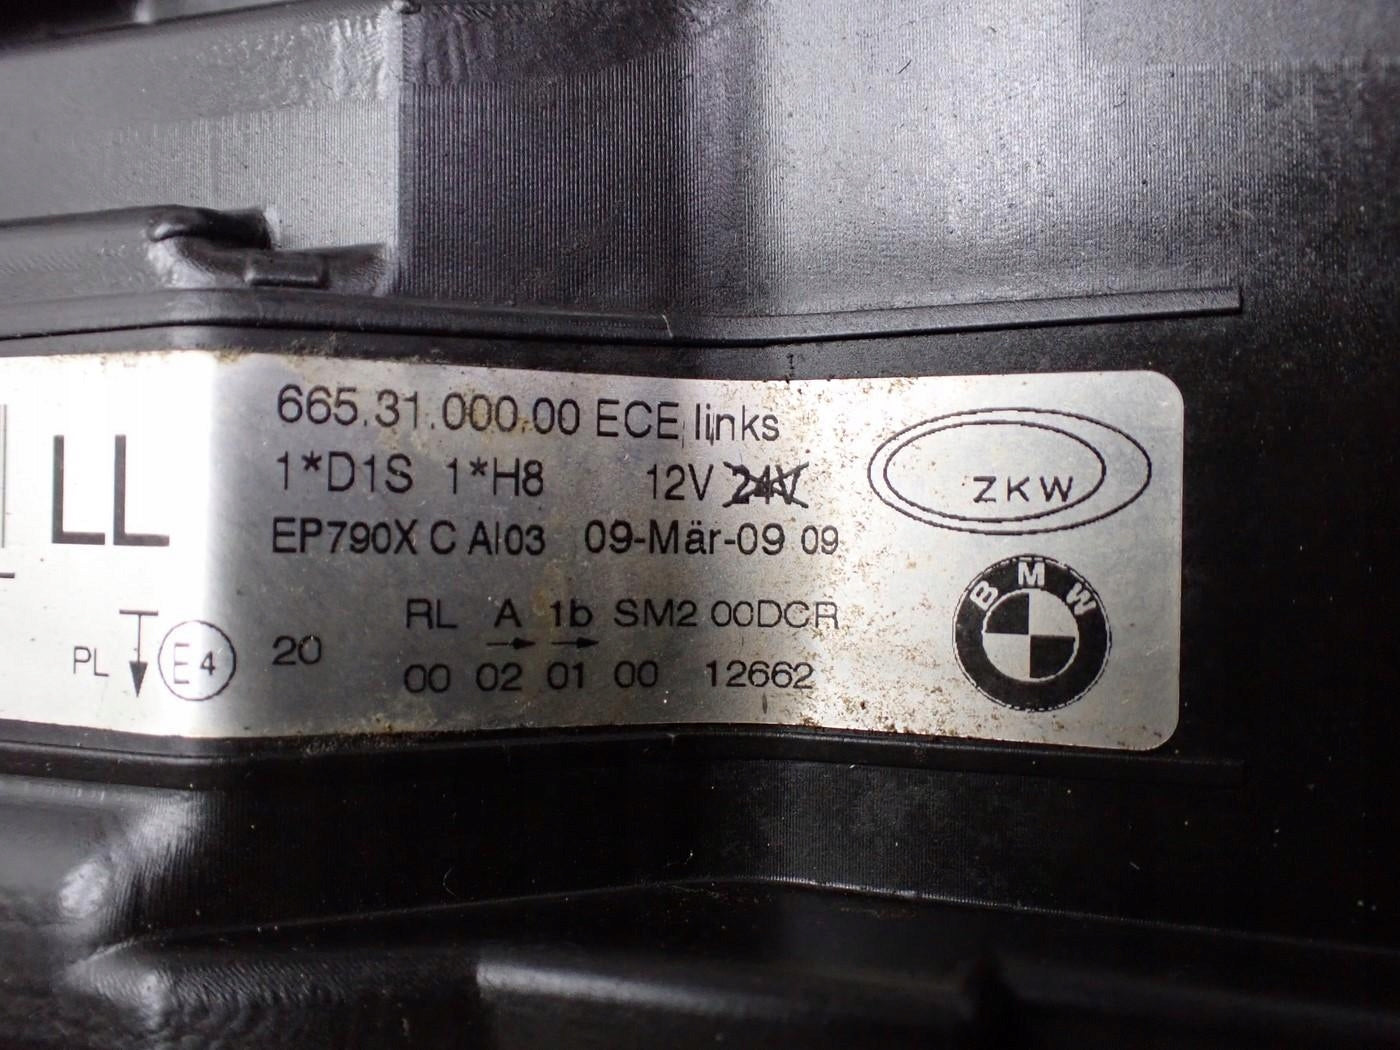 665.31.000.00 ECE links
1*D1S 1*H8 12V 24V
EP790X C AI03 09-Mär-09 09
ZKW
LL
RL A 1b SM2 00DCR
PL E4 20
00 02 01 00 12662
BMW